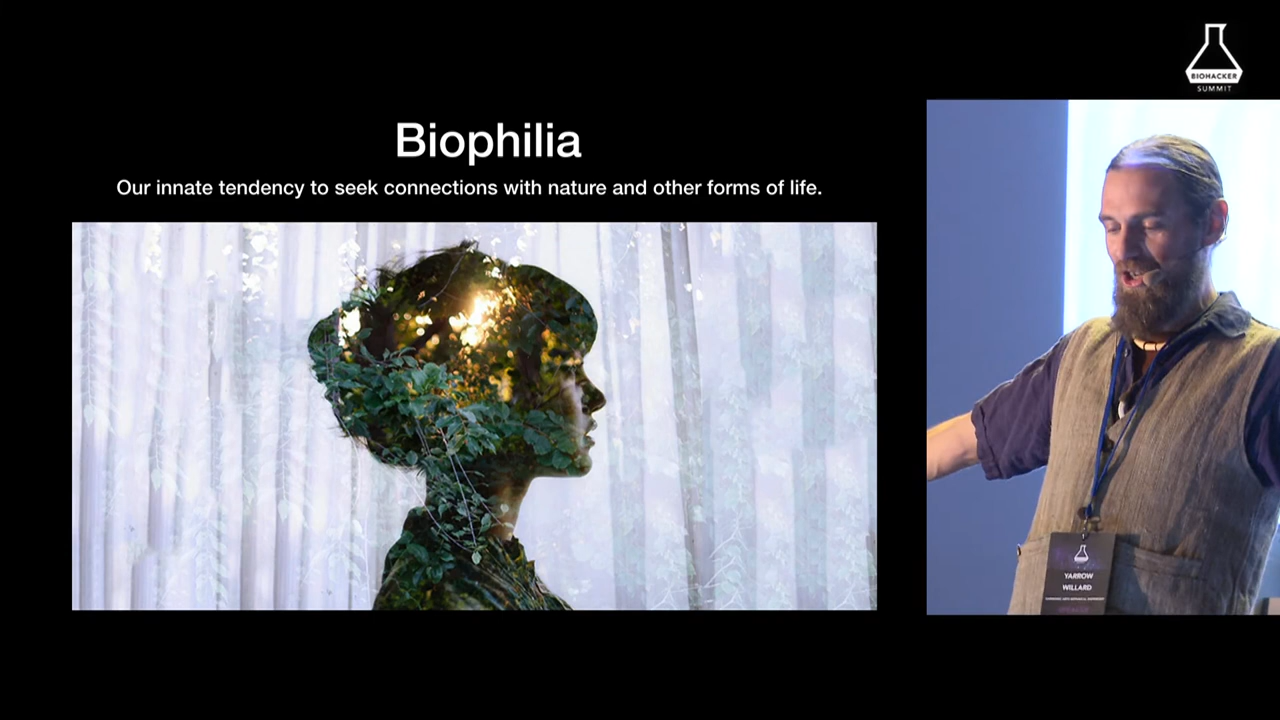 BIOHACKER
SUMMIT
Biophilia
Our innate tendency to seek connections with nature and other forms of life.
YARROW
WILLARD